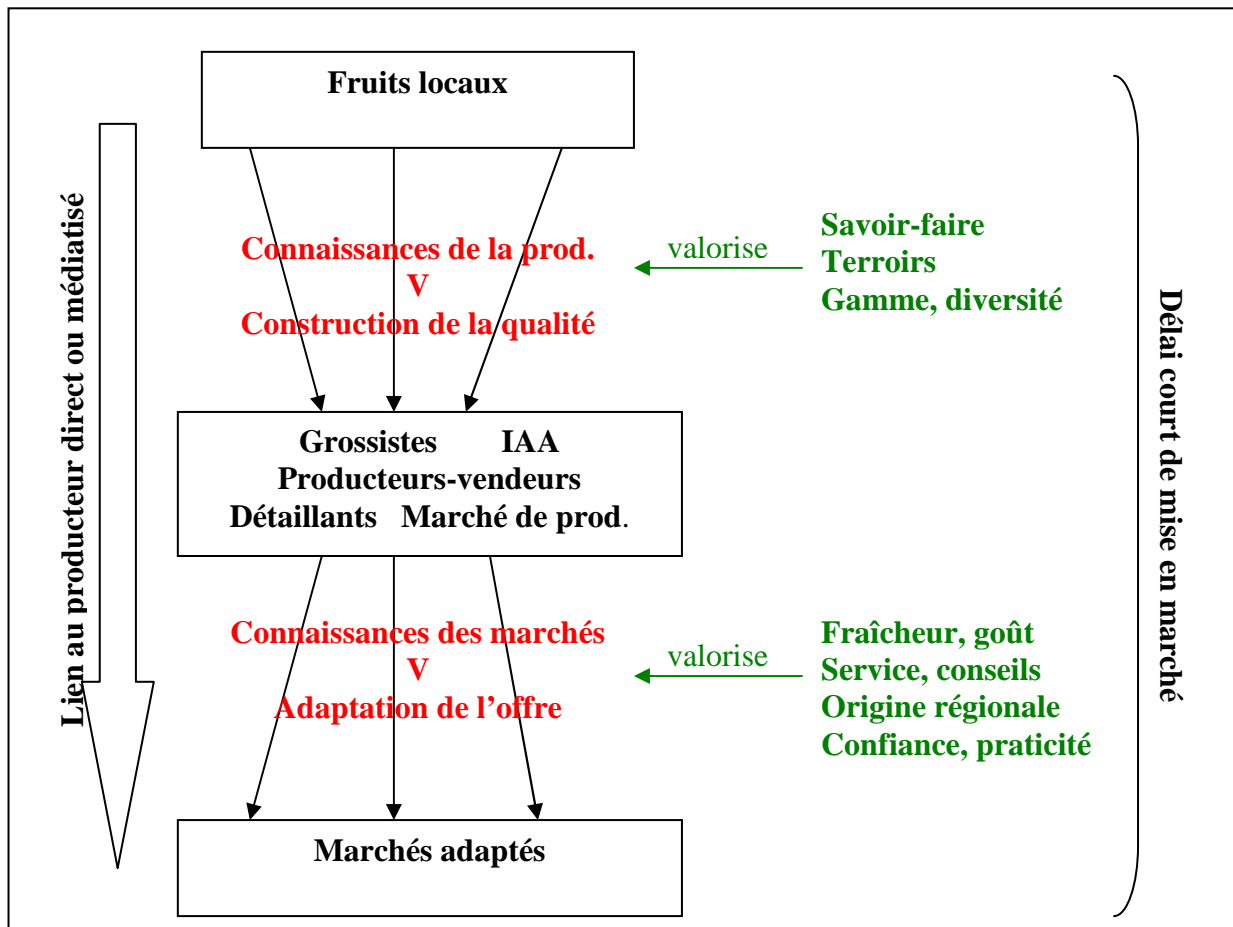 Fruits locaux
Lien au producteur direct ou médiatisé
Connaissances de la prod.
V
Construction de la qualité
valorise
Savoir-faire
Terroirs
Gamme, diversité
Délai court de mise en marché
Grossistes IAA
Producteurs-vendeurs
Détaillants Marché de prod.
Connaissances des marchés
V
Adaptation de l’offre
valorise
Fraîcheur, goût
Service, conseils
Origine régionale
Confiance, praticité
Marchés adaptés